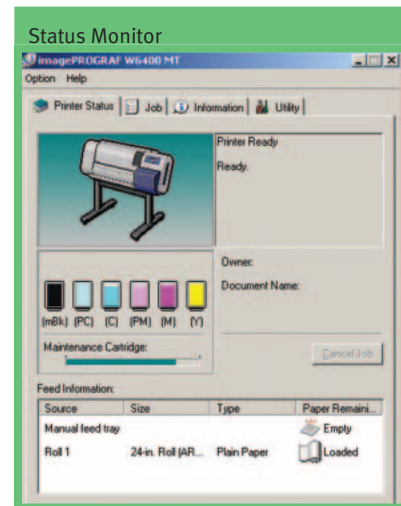 Status Monitor
imagePROGRAF W6400 MT
Option Help
Printer Status Job Information Utility
Printer Ready
Ready.
Owner:
Document Name:
(mBk) (PC) (C) (PM) (M) (Y)
Maintenance Cartridge:
Cancel Job
Feed Information:
Source Size Type Paper Remaini...
Manual feed tray Empty
Roll 1 24-in. Roll (AR... Plain Paper Loaded